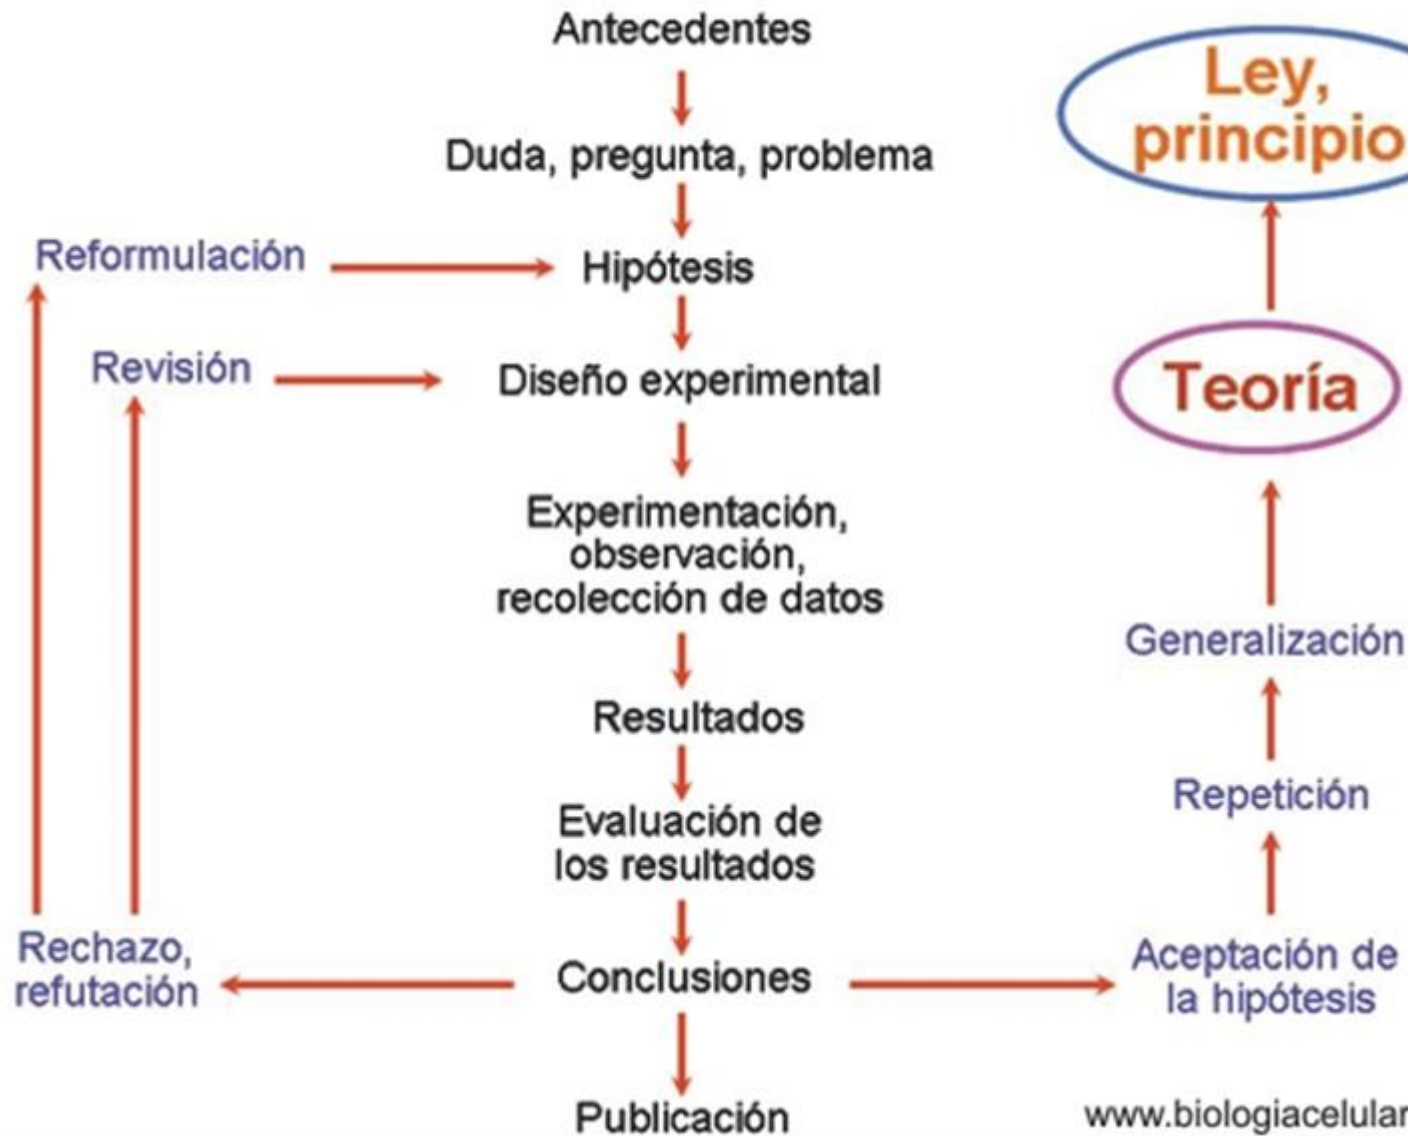 Antecedentes
Duda, pregunta, problema
Hipótesis
Diseño experimental
Experimentación,
observación,
recolección de datos
Resultados
Evaluación de
los resultados
Conclusiones
Publicación
Reformulación
Revisión
Rechazo,
refutación
Ley,
principio
Teoría
Generalización
Repetición
Aceptación de
la hipótesis
www.biologiacelular